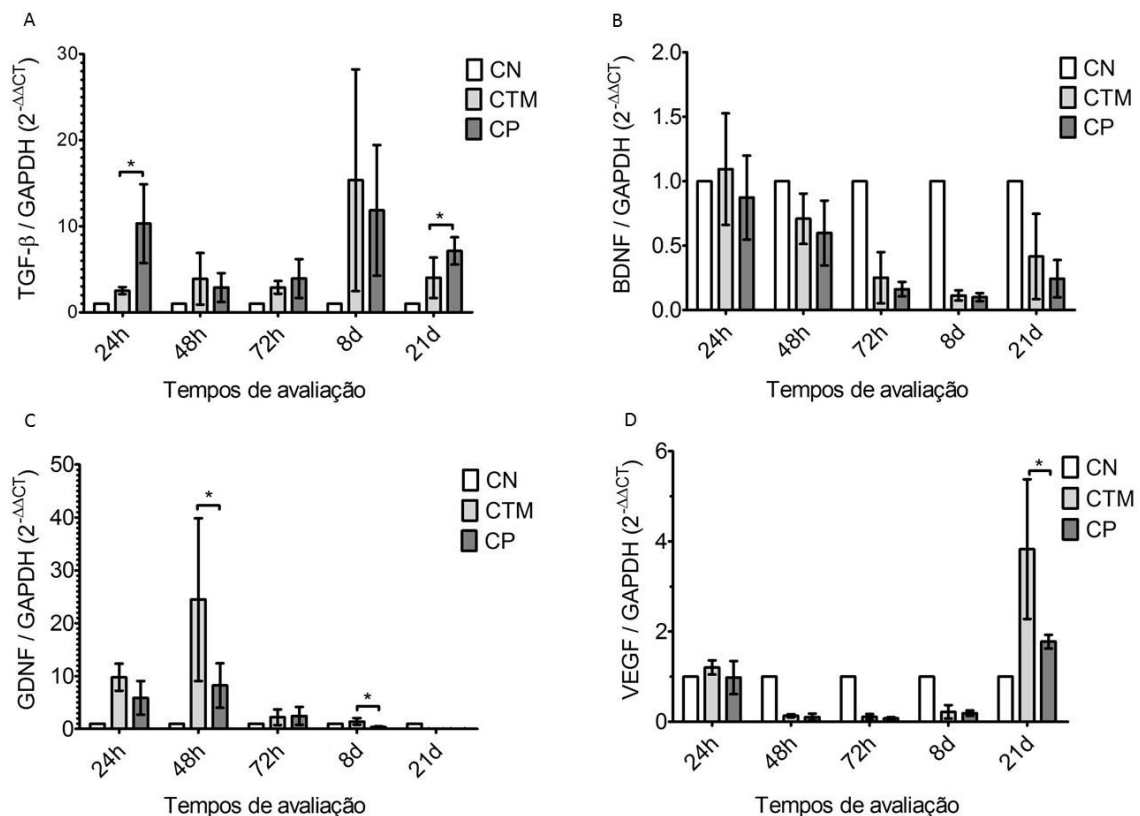 A
TGF-β / GAPDH (2-ΔΔCT)
30
20
10
0
*
*
CN
CTM
CP
24h
48h
72h
8d
21d
Tempos de avaliação
B
BDNF / GAPDH (2-ΔΔCT)
2.0
1.5
1.0
0.5
0.0
CN
CTM
CP
24h
48h
72h
8d
21d
Tempos de avaliação
C
GDNF / GAPDH (2-ΔΔCT)
50
40
30
20
10
0
*
*
CN
CTM
CP
24h
48h
72h
8d
21d
Tempos de avaliação
D
VEGF / GAPDH (2-ΔΔCT)
6
4
2
0
*
CN
CTM
CP
24h
48h
72h
8d
21d
Tempos de avaliação